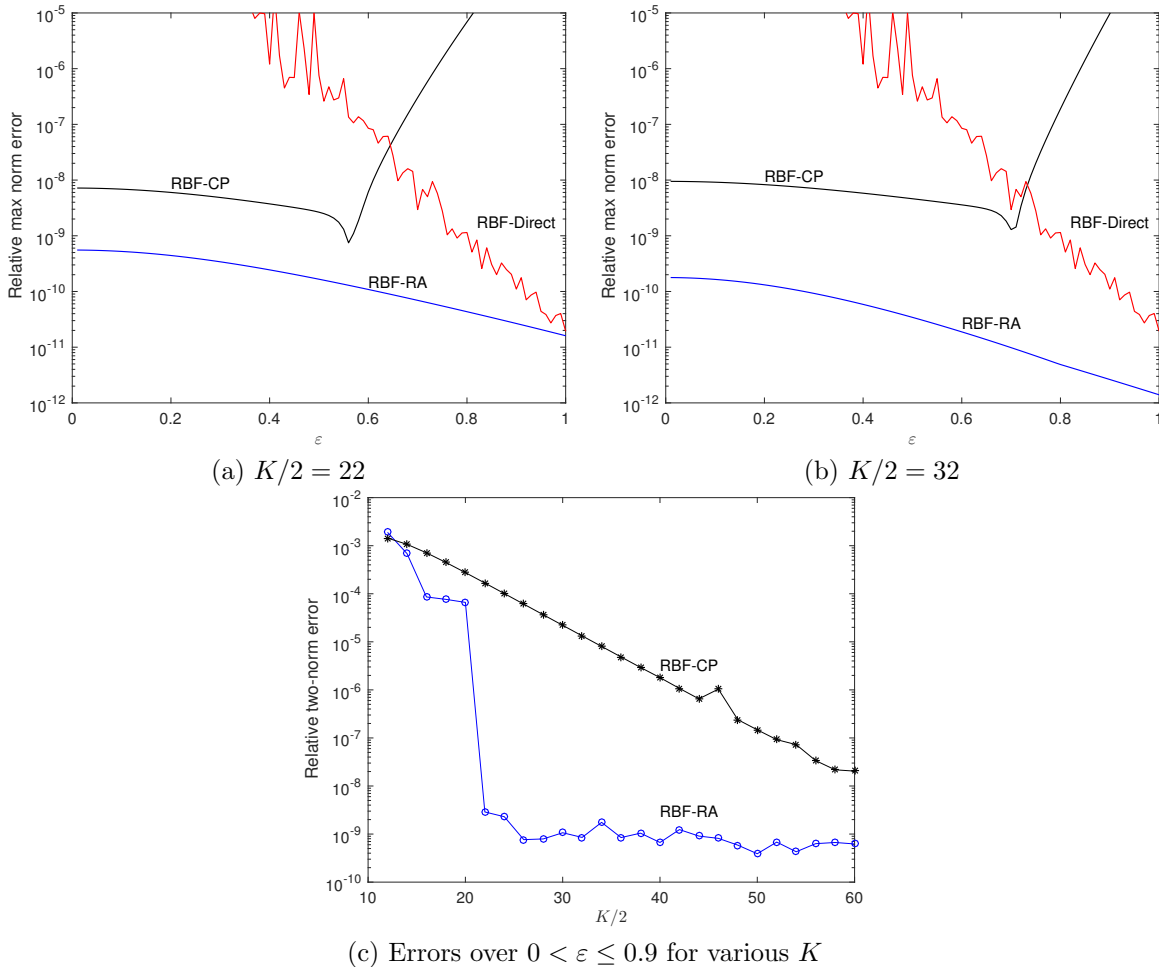 10^-5
10^-6
10^-7
10^-8
10^-9
10^-10
10^-11
10^-12
Relative max norm error
RBF-CP
RBF-Direct
RBF-RA
0 0.2 0.4 0.6 0.8 1
ε
(a) K/2 = 22
10^-5
10^-6
10^-7
10^-8
10^-9
10^-10
10^-11
10^-12
Relative max norm error
RBF-CP
RBF-Direct
RBF-RA
0 0.2 0.4 0.6 0.8 1
ε
(b) K/2 = 32
10^-2
10^-3
10^-4
10^-5
10^-6
10^-7
10^-8
10^-9
10^-10
Relative two-norm error
RBF-CP
RBF-RA
10 20 30 40 50 60
K/2
(c) Errors over 0 < ε ≤ 0.9 for various K